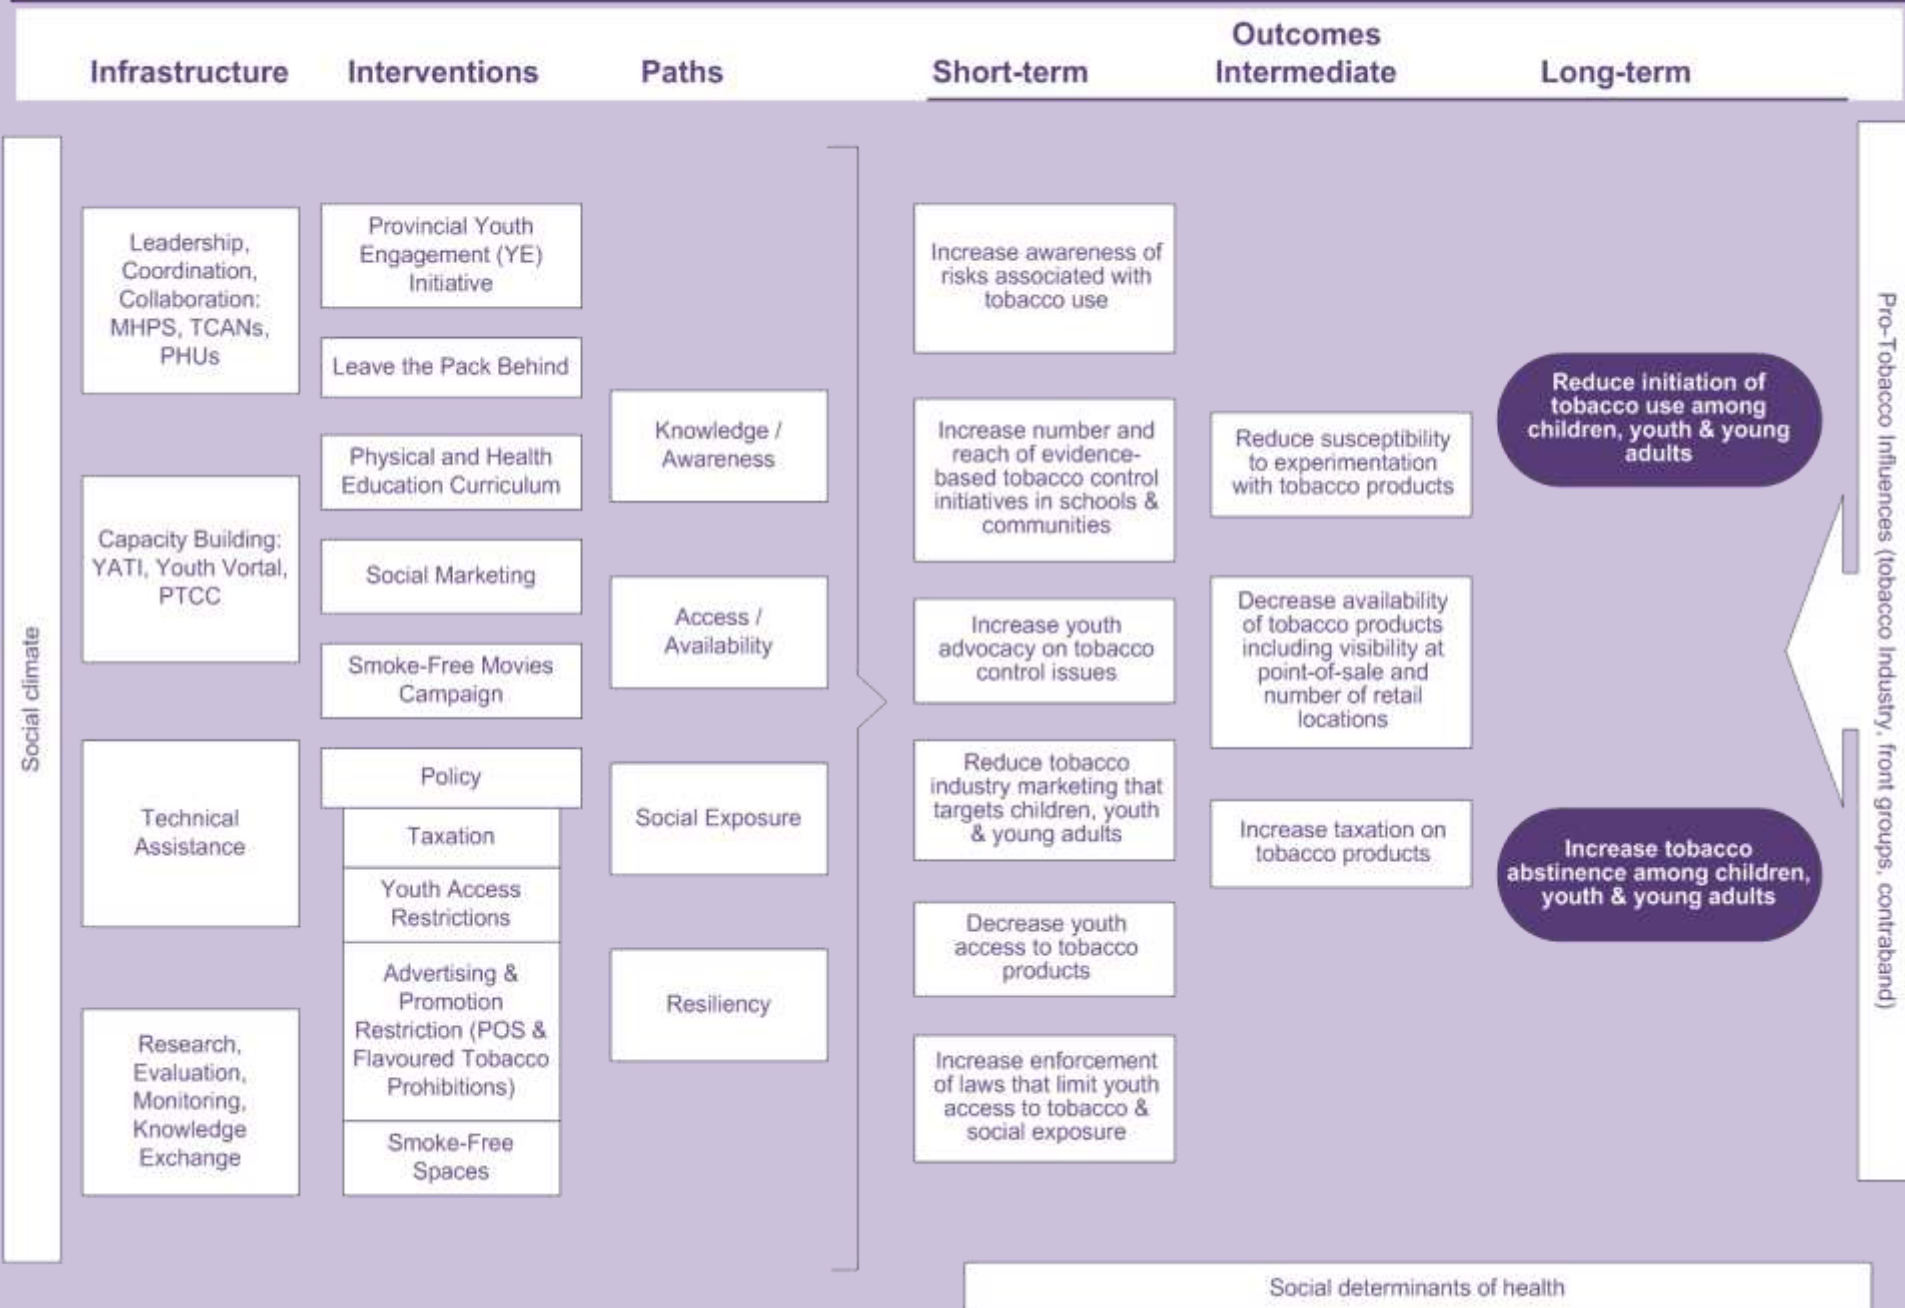 Outcomes
Infrastructure
Interventions
Paths
Short-term
Intermediate
Long-term
Social climate
Leadership,
Coordination,
Collaboration:
MHPS, TCANs,
PHUs
Capacity Building:
YATI, Youth Vortal,
PTCC
Technical
Assistance
Research,
Evaluation,
Monitoring,
Knowledge
Exchange
Provincial Youth
Engagement (YE)
Initiative
Leave the Pack Behind
Physical and Health
Education Curriculum
Social Marketing
Smoke-Free Movies
Campaign
Policy
Taxation
Youth Access
Restrictions
Advertising &
Promotion
Restriction (POS &
Flavoured Tobacco
Prohibitions)
Smoke-Free
Spaces
Knowledge /
Awareness
Access /
Availability
Social Exposure
Resiliency
Increase awareness of
risks associated with
tobacco use
Increase number and
reach of evidence-
based tobacco control
initiatives in schools &
communities
Increase youth
advocacy on tobacco
control issues
Reduce tobacco
industry marketing that
targets children, youth
& young adults
Decrease youth
access to tobacco
products
Increase enforcement
of laws that limit youth
access to tobacco &
social exposure
Reduce susceptibility
to experimentation
with tobacco products
Decrease availability
of tobacco products
including visibility at
point-of-sale and
number of retail
locations
Increase taxation on
tobacco products
Reduce initiation of
tobacco use among
children, youth & young
adults
Increase tobacco
abstinence among children,
youth & young adults
Pro-Tobacco Influences (tobacco Industry, front groups, contraband)
Social determinants of health